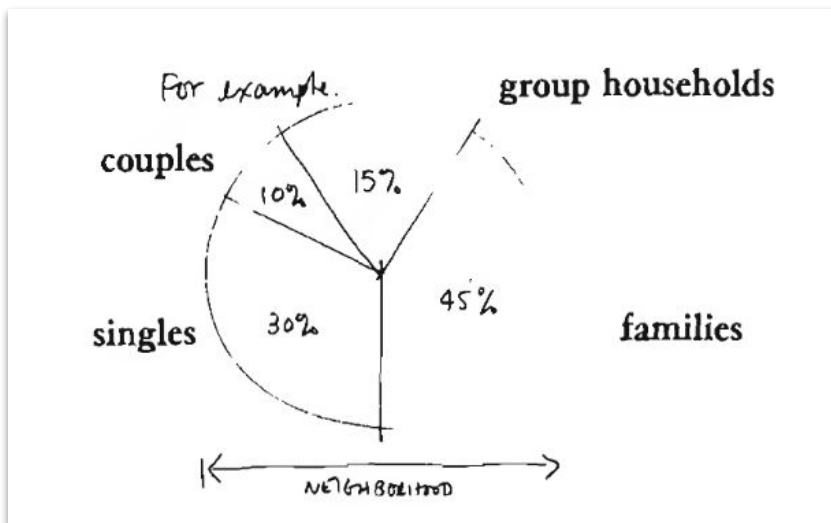 For example.
group households
couples
10%
15%
singles
30%
45%
families
NEIGHBORHOOD